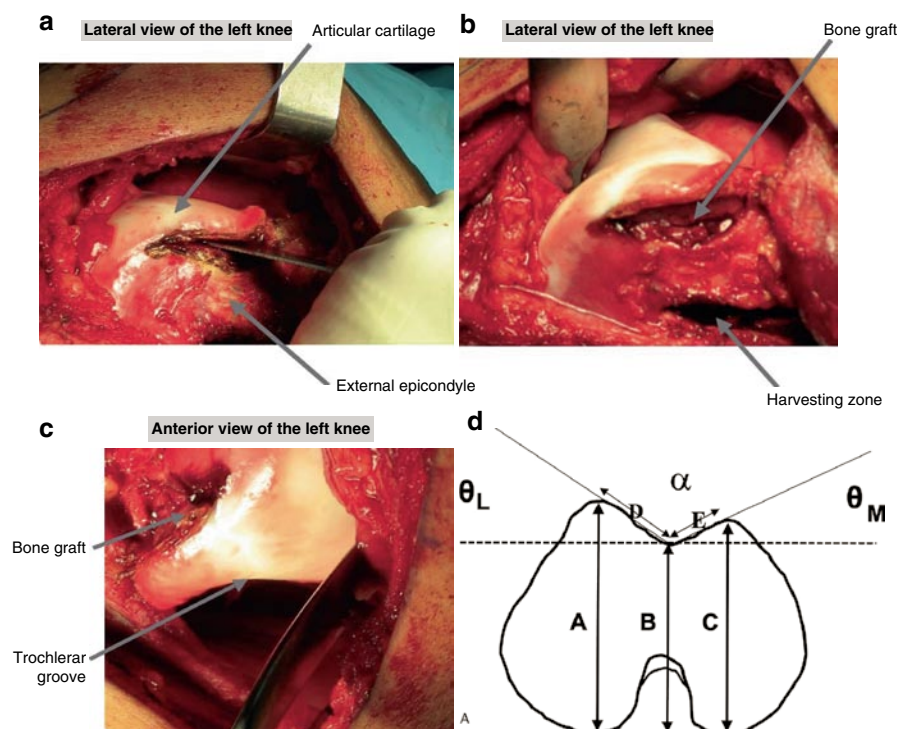 a
Lateral view of the left knee
Articular cartilage
External epicondyle
b
Lateral view of the left knee
Bone graft
Harvesting zone
c
Anterior view of the left knee
Bone graft
Trochlerar
groove
d
θL
α
θM
D
E
A
B
C
A